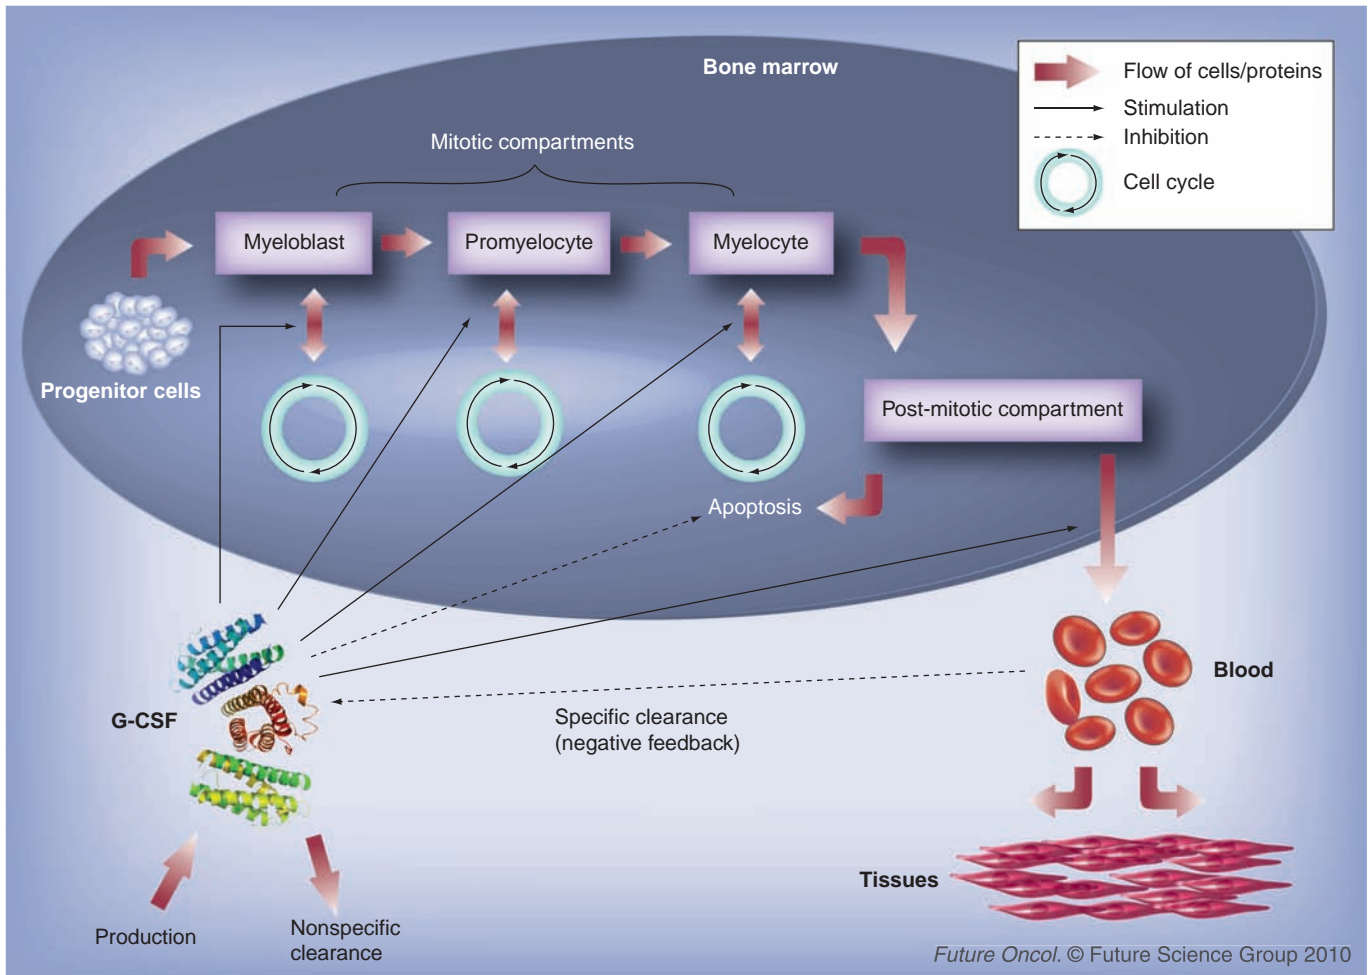 Bone marrow
Flow of cells/proteins
Stimulation
Inhibition
Cell cycle
Mitotic compartments
Myeloblast
Promyelocyte
Myelocyte
Progenitor cells
Post-mitotic compartment
Apoptosis
G-CSF
Specific clearance
(negative feedback)
Blood
Tissues
Production
Nonspecific
clearance
Future Oncol. © Future Science Group 2010